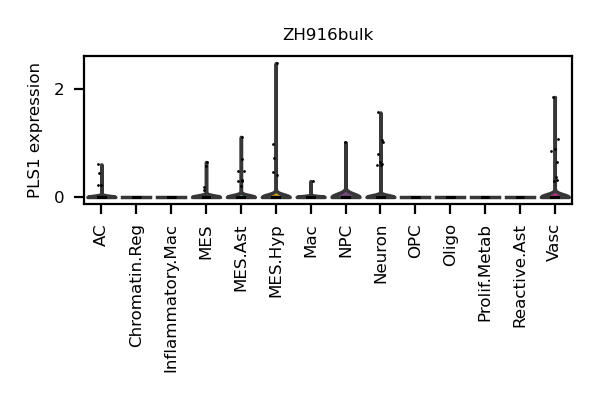 ZH916bulk
PLS1 expression
2
0
AC
Chromatin.Reg
Inflammatory.Mac
MES
MES.Ast
MES.Hyp
Mac
NPC
Neuron
OPC
Oligo
Prolif.Metab
Reactive.Ast
Vasc